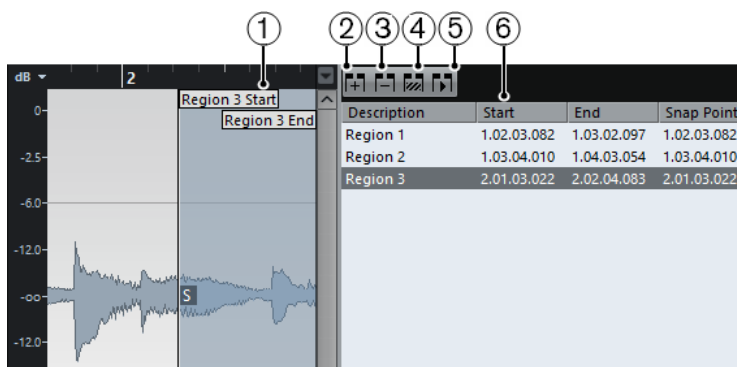 1 2 3 4 5 6
dB 2
Region 3 Start
Region 3 End
0
-2.5
-6.0
-12.0
-oo
-12.0
S
Description Start End Snap Point
Region 1 1.02.03.082 1.03.02.097 1.02.03.082
Region 2 1.03.04.010 1.04.03.054 1.03.04.010
Region 3 2.01.03.022 2.02.04.083 2.01.03.022